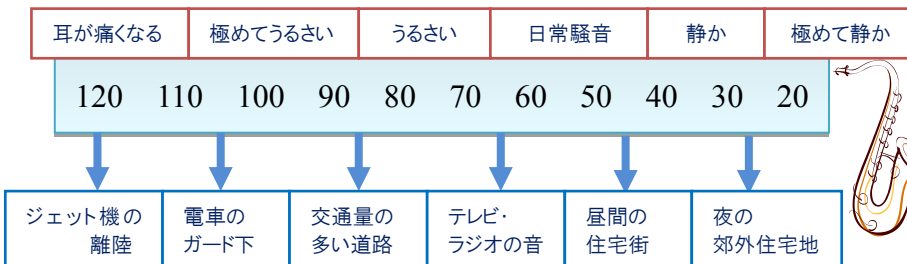 耳が痛くなる 極めてうるさい うるさい 日常騒音 静か 極めて静か
120 110 100 90 80 70 60 50 40 30 20
ジェット機の
離陸
電車の
ガード下
交通量の
多い道路
テレビ・
ラジオの音
昼間の
住宅街
夜の
郊外住宅地